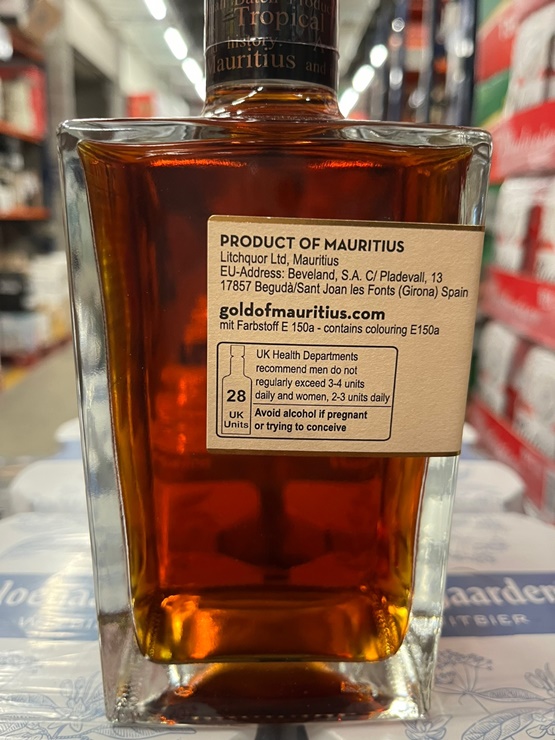 Tropical
history.
Mauritius and
PRODUCT OF MAURITIUS
Litchquor Ltd, Mauritius
EU-Address: Beveland, S.A. C/ Pladevall, 13
17857 Begudà/Sant Joan les Fonts (Girona) Spain
goldofmauritius.com
mit Farbstoff E 150a - contains colouring E150a
28
UK
Units
UK Health Departments
recommend men do not
regularly exceed 3-4 units
daily and women, 2-3 units daily
Avoid alcohol if pregnant
or trying to conceive